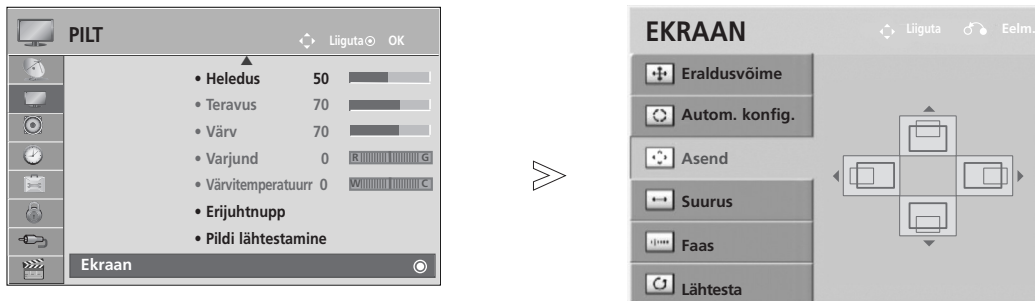 PILT
Liiguta OK
• Heledus 50
• Teravus 70
• Värv 70
• Varjund 0 R G
• Värvitemperatuurr 0 W C
• Erijuhtnupp
• Pildi lähtestamine
Ekraan
EKRAAN
Liiguta Eelm.
Eraldusvõime
Autom. konfig.
Asend
Suurus
Faas
Lähtesta